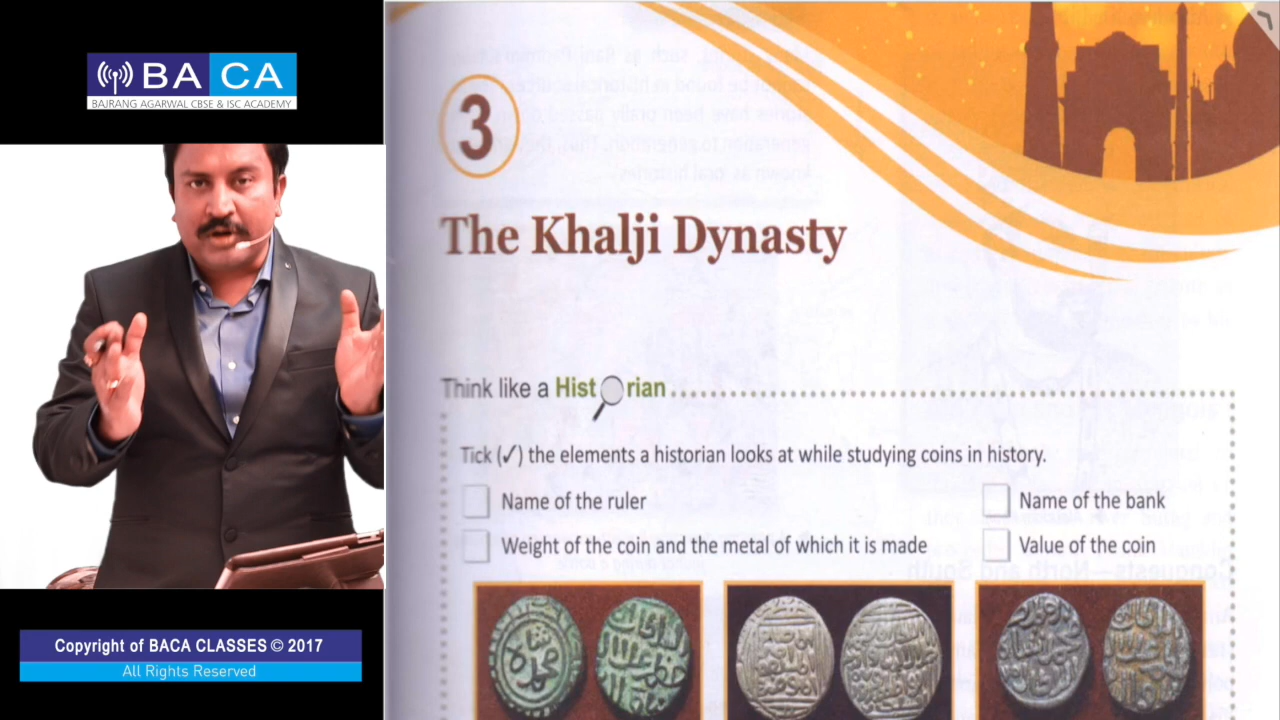 BA CA
BAJRANG AGARWAL CBSE & ISC ACADEMY
3
The Khalji Dynasty
Think like a Historian
Tick (✓) the elements a historian looks at while studying coins in history.
Name of the ruler
Name of the bank
Weight of the coin and the metal of which it is made
Value of the coin
Copyright of BACA CLASSES © 2017
All Rights Reserved